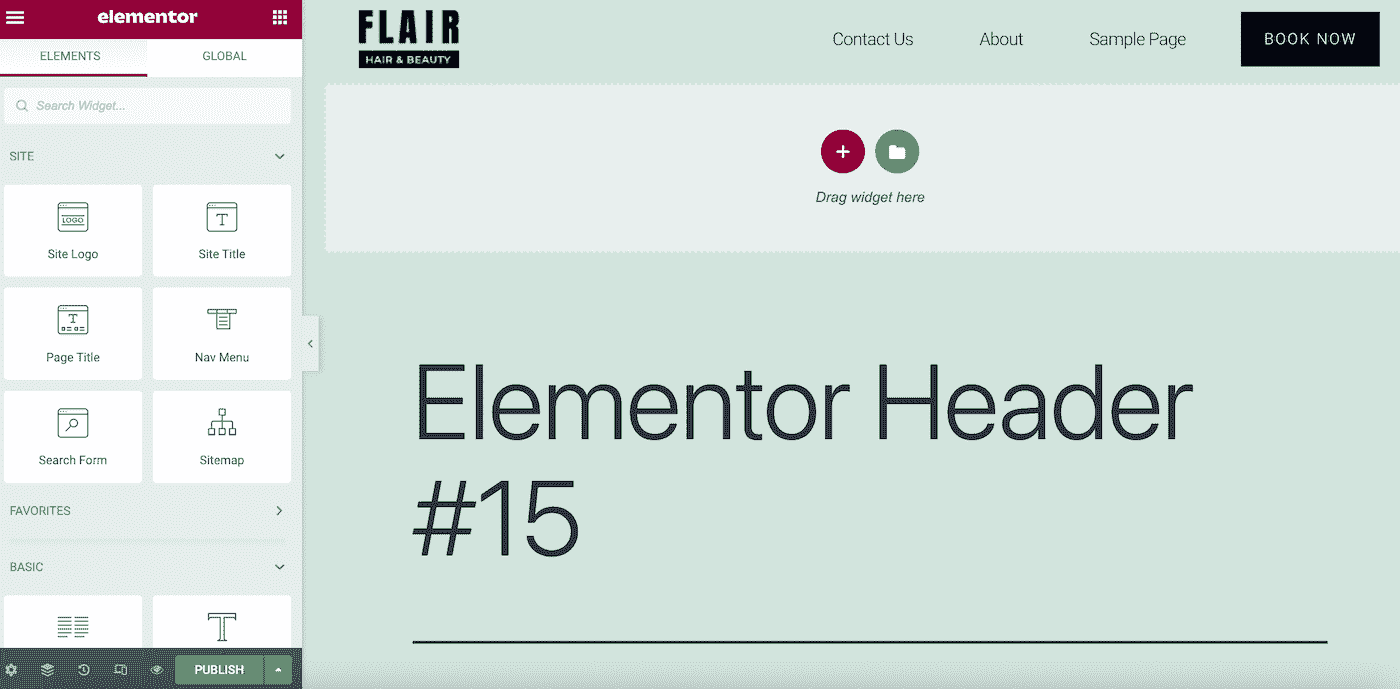 elementor
ELEMENTS GLOBAL
Search Widget...
SITE
LOGO T
Site Logo Site Title
T
Page Title Nav Menu
Search Form Sitemap
FAVORITES
BASIC
T
PUBLISH
FLAIR
HAIR & BEAUTY
Contact Us About Sample Page BOOK NOW
Drag widget here
Elementor Header
#15